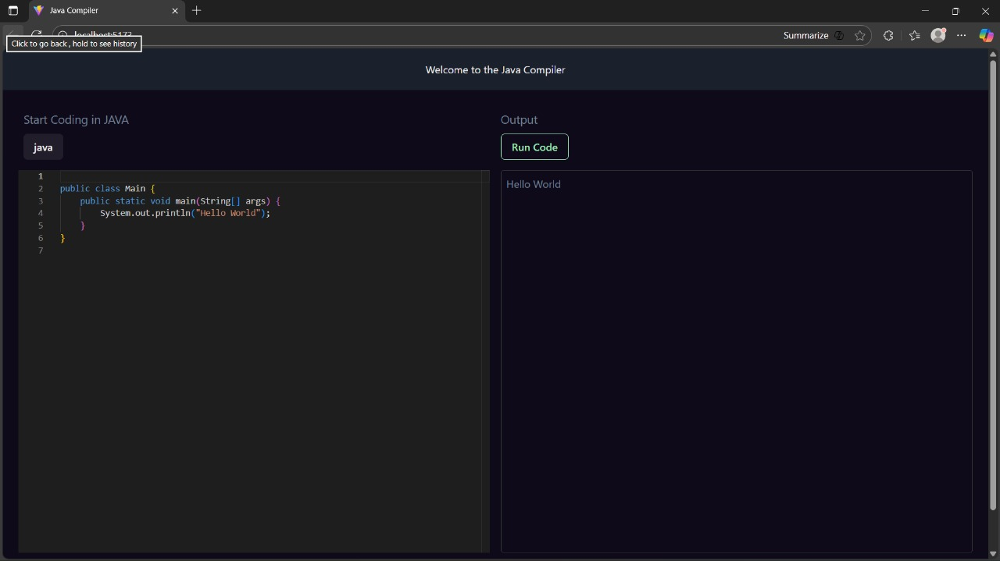 Java Compiler
localhost:5173
Summarize
Click to go back , hold to see history
Welcome to the Java Compiler
Start Coding in JAVA
java
1
2 public class Main {
3 public static void main(String[] args) {
4 System.out.println("Hello World");
5 }
6 }
7
Output
Run Code
Hello World